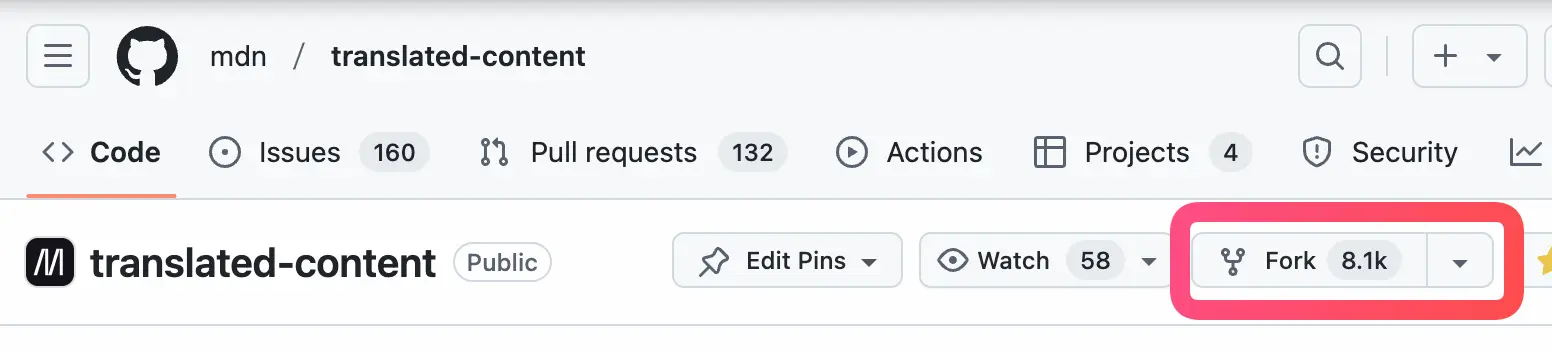 mdn / translated-content
Code Issues 160 Pull requests 132 Actions Projects 4 Security
translated-content Public Edit Pins Watch 58 Fork 8.1k